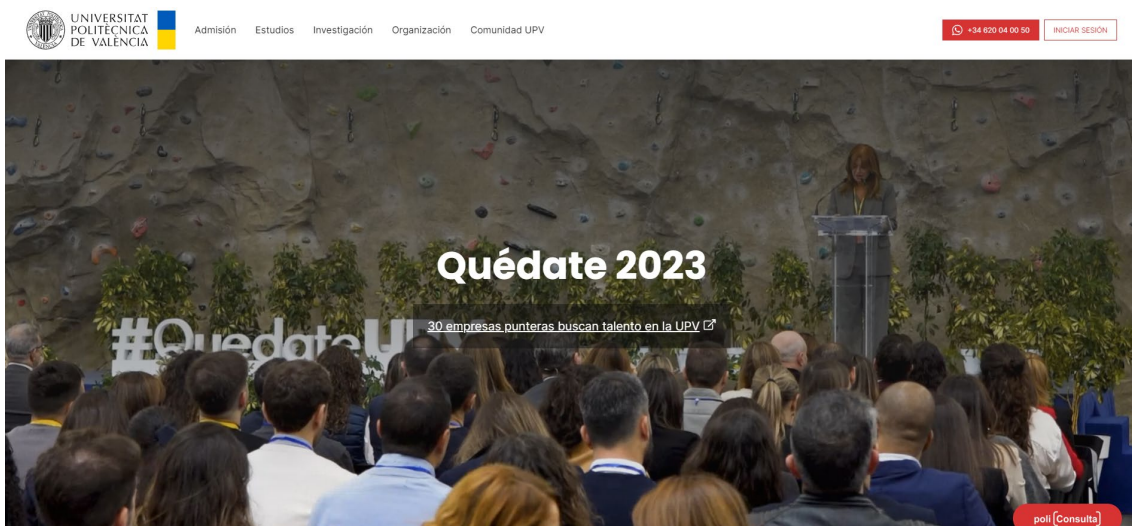 UNIVERSITAT
POLITÈCNICA
DE VALÈNCIA
Admisión Estudios Investigación Organización Comunidad UPV
+34 620 04 00 50 INICIAR SESIÓN
Quédate 2023
30 empresas punteras buscan talento en la UPV
#QuedateU
poli[Consulta]